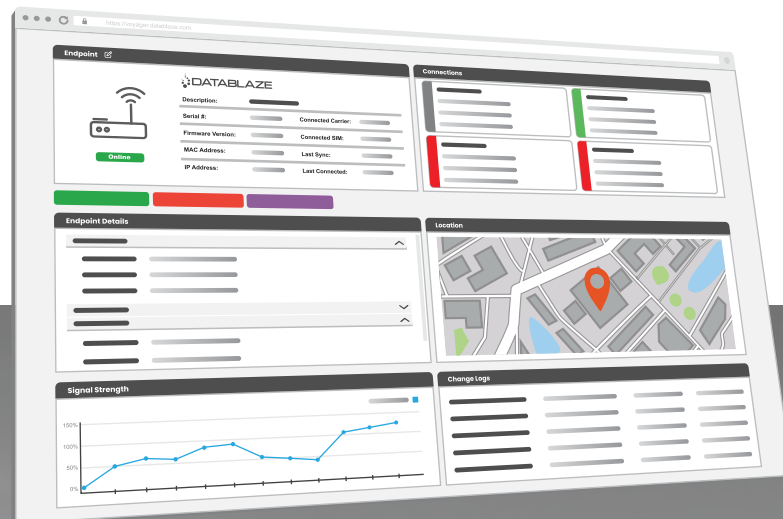 https://voyager.datablaze.com
Endpoint
DATABLAZE
Description:
Serial #:
Connected Carrier:
Firmware Version:
Connected SIM:
MAC Address:
Last Sync:
IP Address:
Last Connected:
Online
Connections
Endpoint Details
Location
Signal Strength
150%
100%
50%
0%
Change Logs